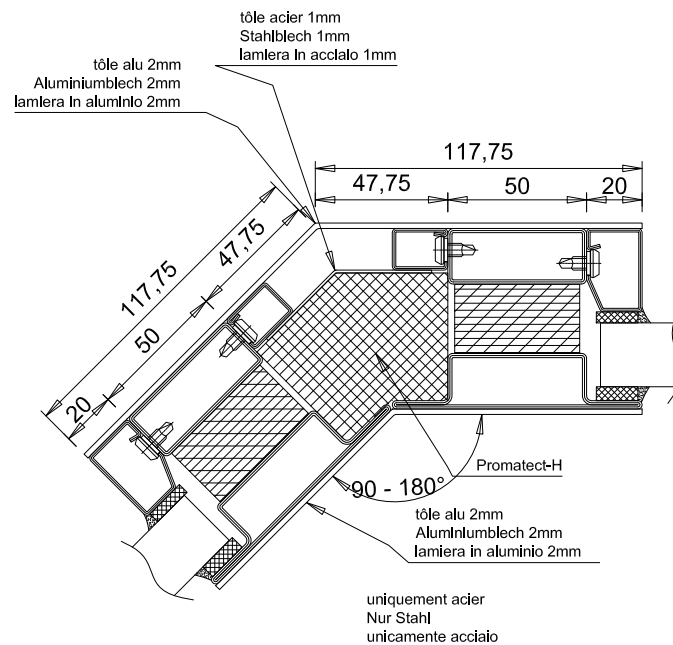 tôle acier 1mm
Stahlblech 1mm
lamiera in acciaio 1mm
tôle alu 2mm
Aluminiumblech 2mm
lamiera in aluminio 2mm
117,75
47,75
50
20
117,75
47,75
50
20
Promatect-H
90 - 180°
tôle alu 2mm
Aluminiumblech 2mm
lamiera in aluminio 2mm
uniquement acier
Nur Stahl
unicamente acciaio